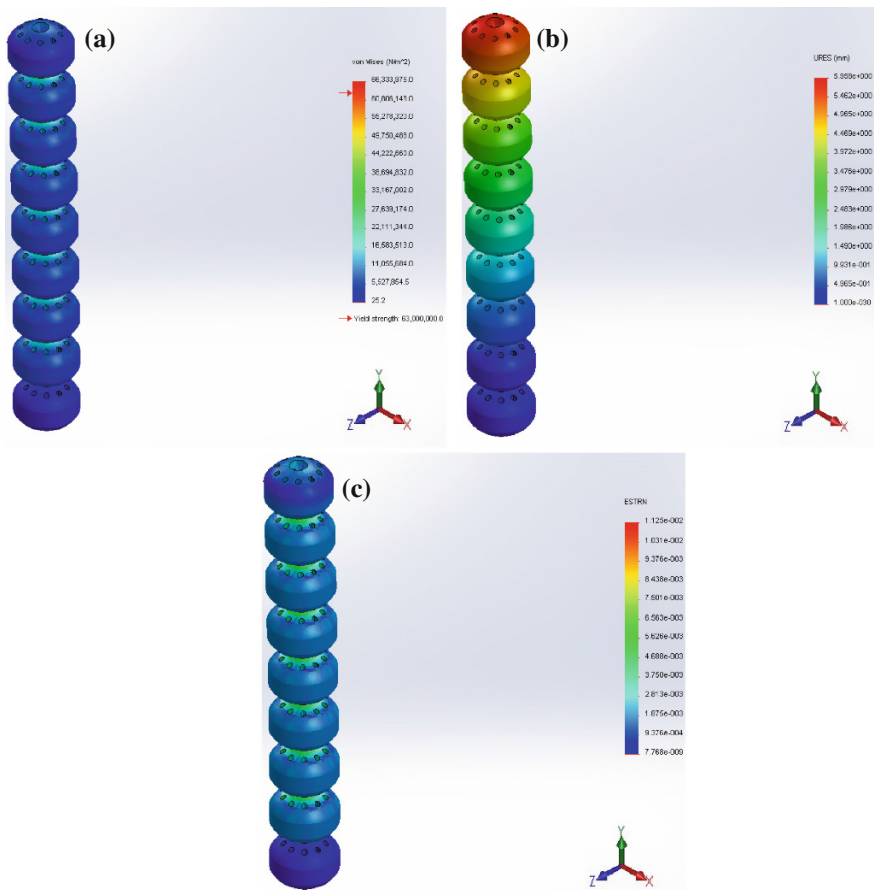 (a)
von Mises (N/m^2)
66,333,976.0
60,806,148.0
55,278,320.0
49,750,488.0
44,222,660.0
38,694,832.0
33,167,002.0
27,639,174.0
22,111,344.0
16,583,513.0
11,055,684.0
5,527,854.5
25.2
Yield strength: 63,000,000.0
Y
Z
X
(b)
URES (mm)
5.958e+000
5.462e+000
4.965e+000
4.469e+000
3.972e+000
3.476e+000
2.979e+000
2.483e+000
1.986e+000
1.490e+000
9.931e-001
4.965e-001
1.000e-030
Y
Z
X
(c)
ESTRN
1.125e-002
1.031e-002
9.376e-003
8.438e-003
7.501e-003
6.563e-003
5.626e-003
4.688e-003
3.750e-003
2.813e-003
1.875e-003
9.376e-004
7.768e-009
Y
Z
X